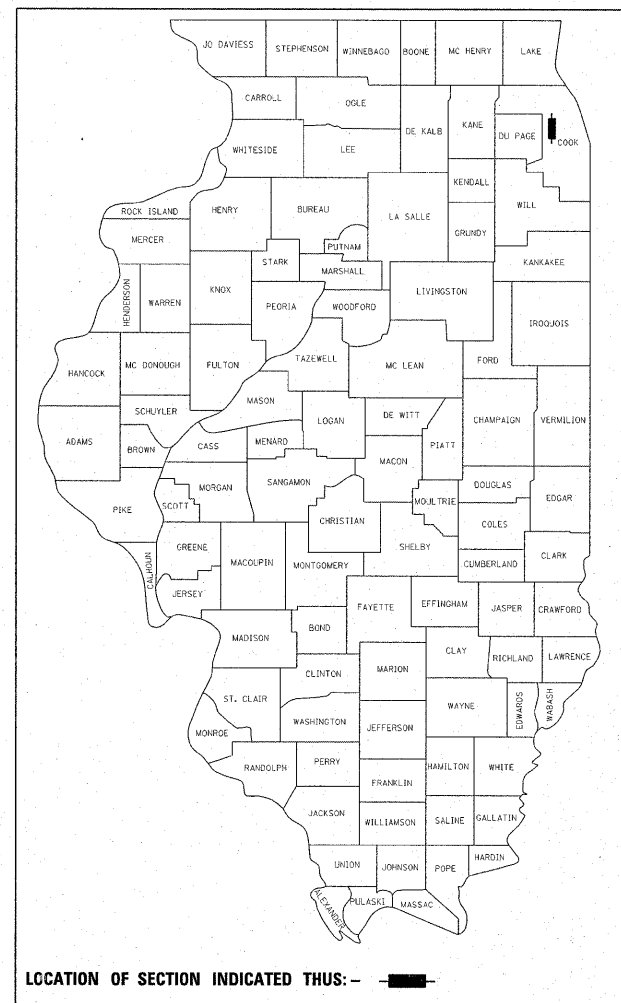 JO DAVIESS
STEPHENSON
WINNEBAGO
BOONE
MC HENRY
LAKE
CARROLL
OGLE
DE KALB
KANE
DU PAGE
COOK
WHITESIDE
LEE
KENDALL
WILL
ROCK ISLAND
HENRY
BUREAU
LA SALLE
GRUNDY
MERCER
PUTNAM
STARK
MARSHALL
KANKAKEE
HENDERSON
WARREN
KNOX
PEORIA
WOODFORD
LIVINGSTON
IROQUOIS
HANCOCK
MC DONOUGH
FULTON
TAZEWELL
MC LEAN
FORD
MASON
SCHUYLER
LOGAN
DE WITT
CHAMPAIGN
VERMILION
ADAMS
BROWN
CASS
MENARD
PIATT
MACON
MORGAN
SANGAMON
DOUGLAS
EDGAR
PIKE
SCOTT
CHRISTIAN
MOULTRIE
COLES
GREENE
MACOUPIN
MONTGOMERY
SHELBY
CUMBERLAND
CLARK
CALHOUN
JERSEY
FAYETTE
EFFINGHAM
JASPER
CRAWFORD
MADISON
BOND
CLAY
RICHLAND
LAWRENCE
CLINTON
MARION
ST. CLAIR
WAYNE
EDWARDS
WABASH
WASHINGTON
JEFFERSON
MONROE
RANDOLPH
PERRY
HAMILTON
WHITE
FRANKLIN
JACKSON
WILLIAMSON
SALINE
GALLATIN
UNION
JOHNSON
POPE
HARDIN
ALEXANDER
PULASKI
MASSAC
LOCATION OF SECTION INDICATED THUS: -